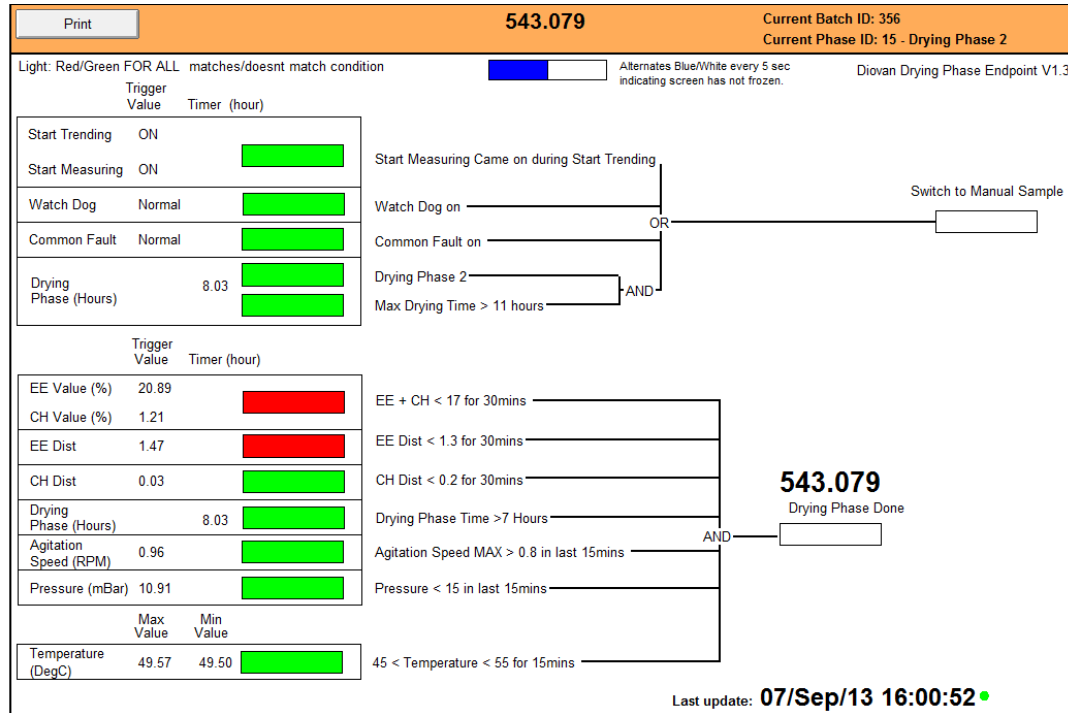 Print
543.079
Current Batch ID: 356
Current Phase ID: 15 - Drying Phase 2
Light: Red/Green FOR ALL matches/doesnt match condition
Alternates Blue/White every 5 sec
indicating screen has not frozen.
Diovan Drying Phase Endpoint V1.3
Trigger
Value Timer (hour)
Start Trending ON
Start Measuring ON
Start Measuring Came on during Start Trending
Watch Dog Normal
Watch Dog on
Common Fault Normal
Common Fault on
Drying
Phase (Hours) 8.03
Drying Phase 2
Max Drying Time > 11 hours
AND
OR
Switch to Manual Sample
Trigger
Value Timer (hour)
EE Value (%) 20.89
CH Value (%) 1.21
EE + CH < 17 for 30mins
EE Dist 1.47
EE Dist < 1.3 for 30mins
CH Dist 0.03
CH Dist < 0.2 for 30mins
Drying
Phase (Hours) 8.03
Drying Phase Time >7 Hours
Agitation
Speed (RPM) 0.96
Agitation Speed MAX > 0.8 in last 15mins
Pressure (mBar) 10.91
Pressure < 15 in last 15mins
Max
Value
Min
Value
Temperature
(DegC) 49.57 49.50
45 < Temperature < 55 for 15mins
AND
543.079
Drying Phase Done
Last update: 07/Sep/13 16:00:52